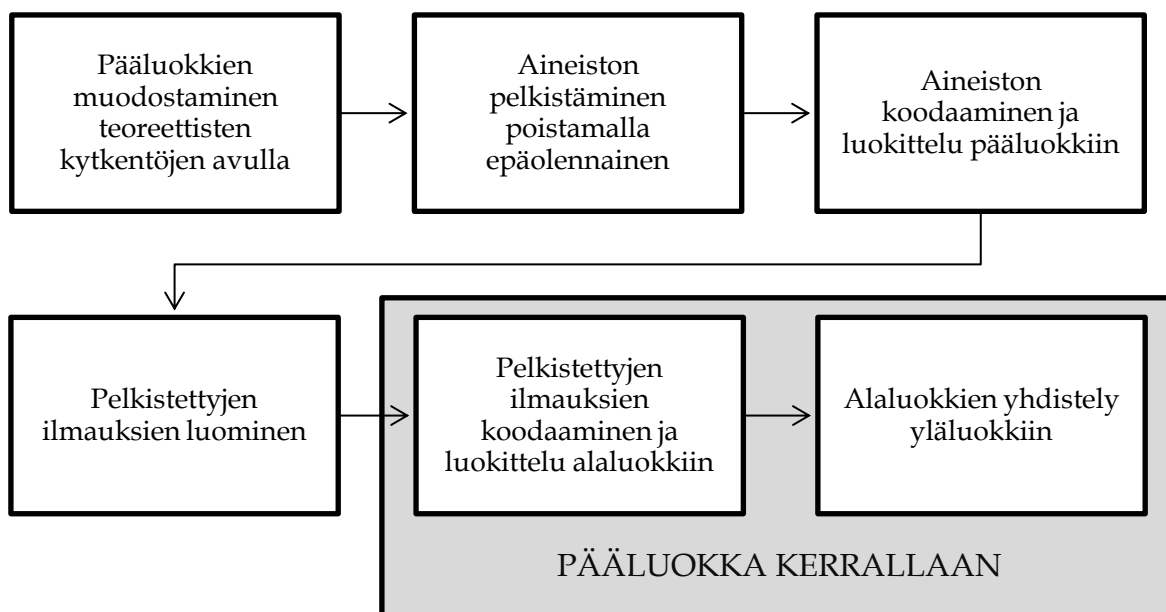 Pääluokkien
muodostaminen
teoreettisten
kytkentöjen avulla
Aineiston
pelkistäminen
poistamalla
epäolennainen
Aineiston
koodaaminen ja
luokittelu pääluokkiin
Pelkistettyjen
ilmauksien luominen
Pelkistettyjen
ilmauksien
koodaaminen ja
luokittelu alaluokkiin
Alaluokkien yhdistely
yläluokkiin
PÄÄLUOKKA KERRALLAAN